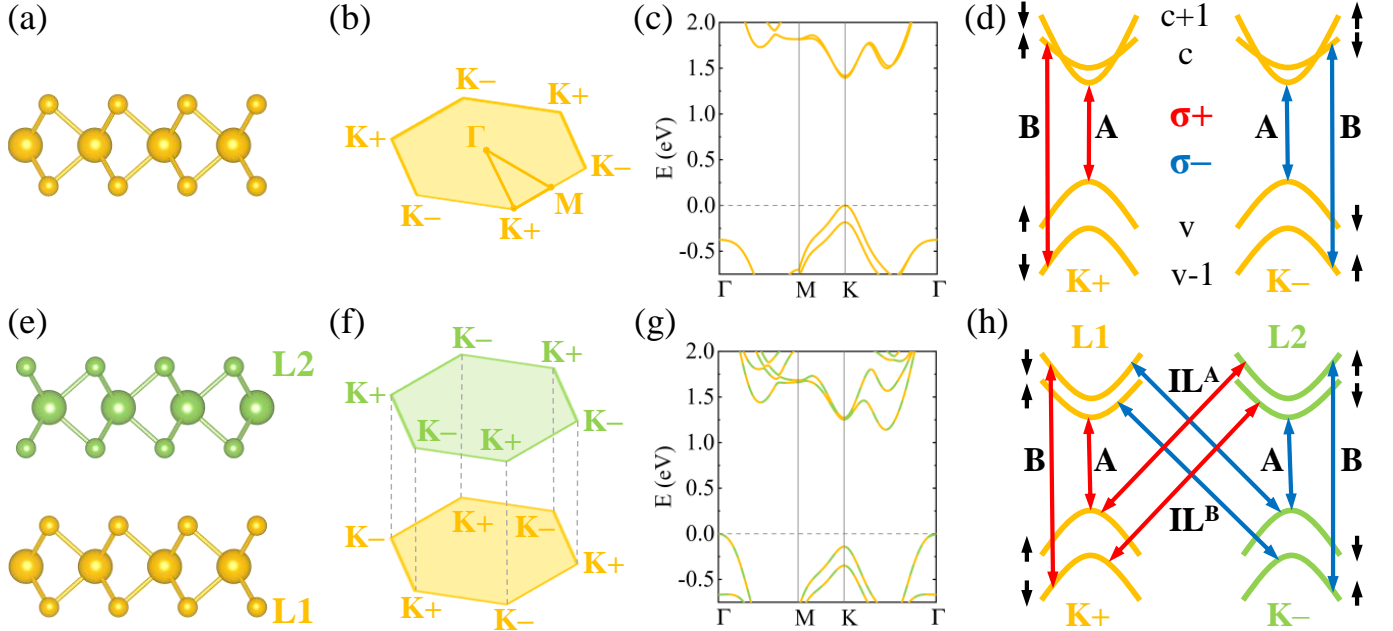 (a)
(b)
K−
K+
K+
Γ
K−
M
K−
K+
(c)
2.0
1.5
1.0
0.5
0.0
-0.5
E (eV)
Γ
M
K
Γ
(d)
c+1
c
B
A
σ+
σ−
A
B
v
v-1
K+
K−
(e)
L2
L1
(f)
K−
K+
K+
K−
K+
K−
K+
K−
K−
K+
K+
K−
(g)
2.0
1.5
1.0
0.5
0.0
-0.5
E (eV)
Γ
M
K
Γ
(h)
L1
L2
IL^A
B
A
A
B
IL^B
K+
K−